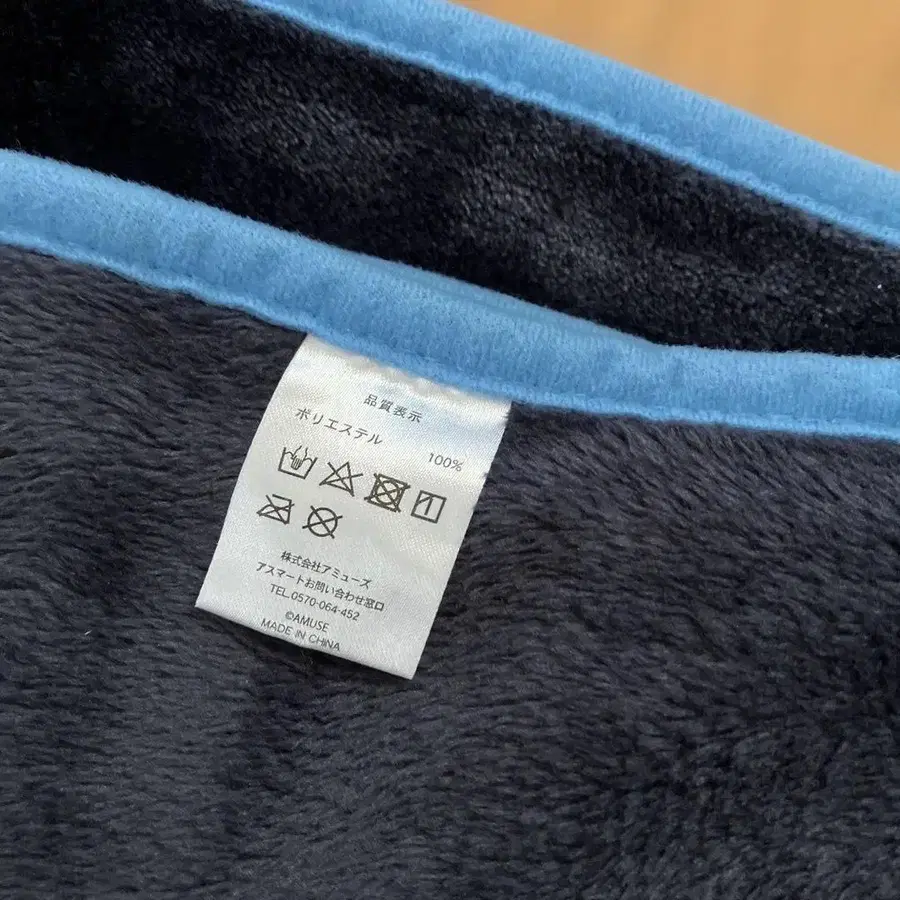 品質表示
ポリエステル 100%
株式会社アミューズ
アスマートお問い合わせ窓口
TEL.0570-064-452
©AMUSE
MADE IN CHINA